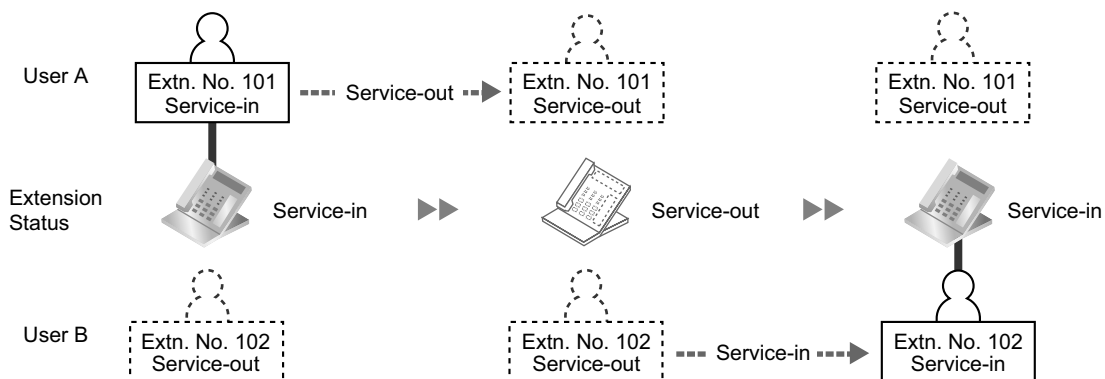 User A
Extn. No. 101
Service-in
Service-out
Extn. No. 101
Service-out
Extn. No. 101
Service-out
Extension
Status
Service-in
Service-out
Service-in
User B
Extn. No. 102
Service-out
Extn. No. 102
Service-out
Service-in
Extn. No. 102
Service-in